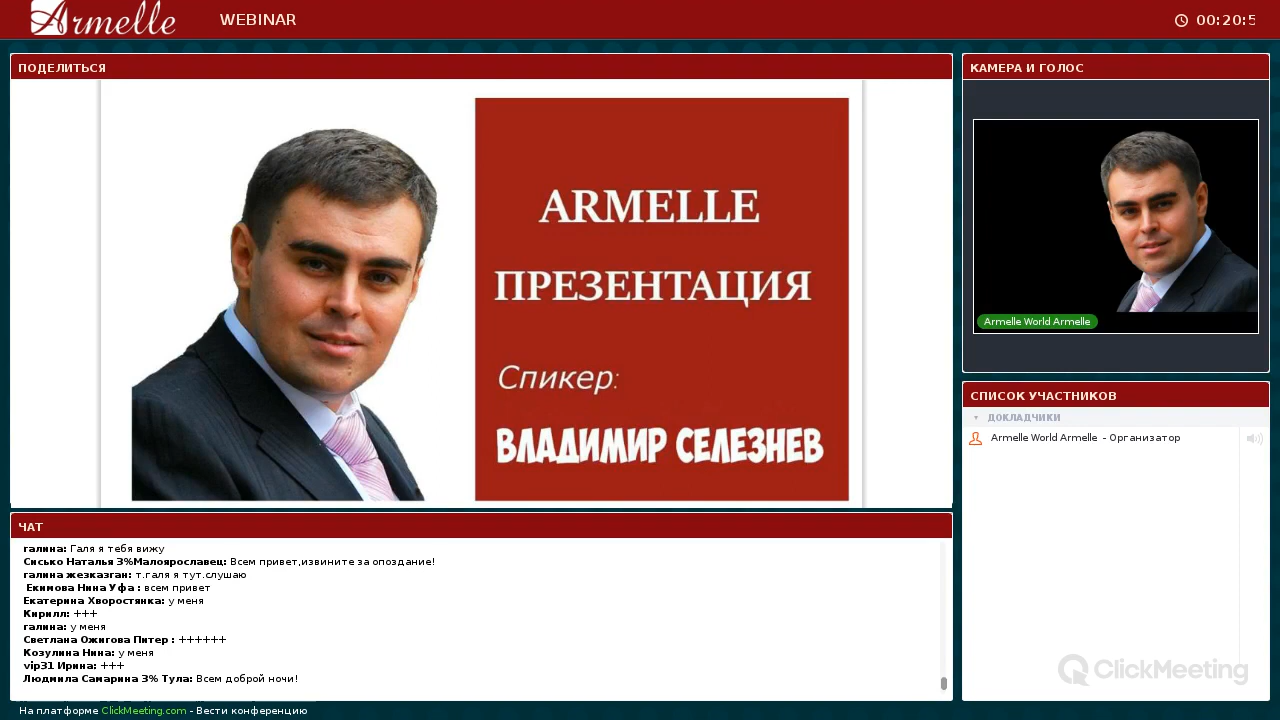 Armelle
WEBINAR
00:20:5
ПОДЕЛИТЬСЯ
ARMELLE
ПРЕЗЕНТАЦИЯ
Спикер:
ВЛАДИМИР СЕЛЕЗНЕВ
КАМЕРА И ГОЛОС
Armelle World Armelle
СПИСОК УЧАСТНИКОВ
ДОКЛАДЧИКИ
Armelle World Armelle - Организатор
ClickMeeting
ЧАТ
галина: Галя я тебя вижу
Сисько Наталья 3%Малоярославец: Всем привет,извините за опоздание!
галина жезказган: т.галя я тут.слушаю
Екимова Нина Уфа : всем привет
Екатерина Хворостянка: у меня
Кирилл: +++
галина: у меня
Светлана Ожигова Питер : ++++++
Козулина Нина: у меня
vip31 Ирина: +++
Людмила Самарина 3% Тула: Всем доброй ночи!
На платформе ClickMeeting.com - Вести конференцию